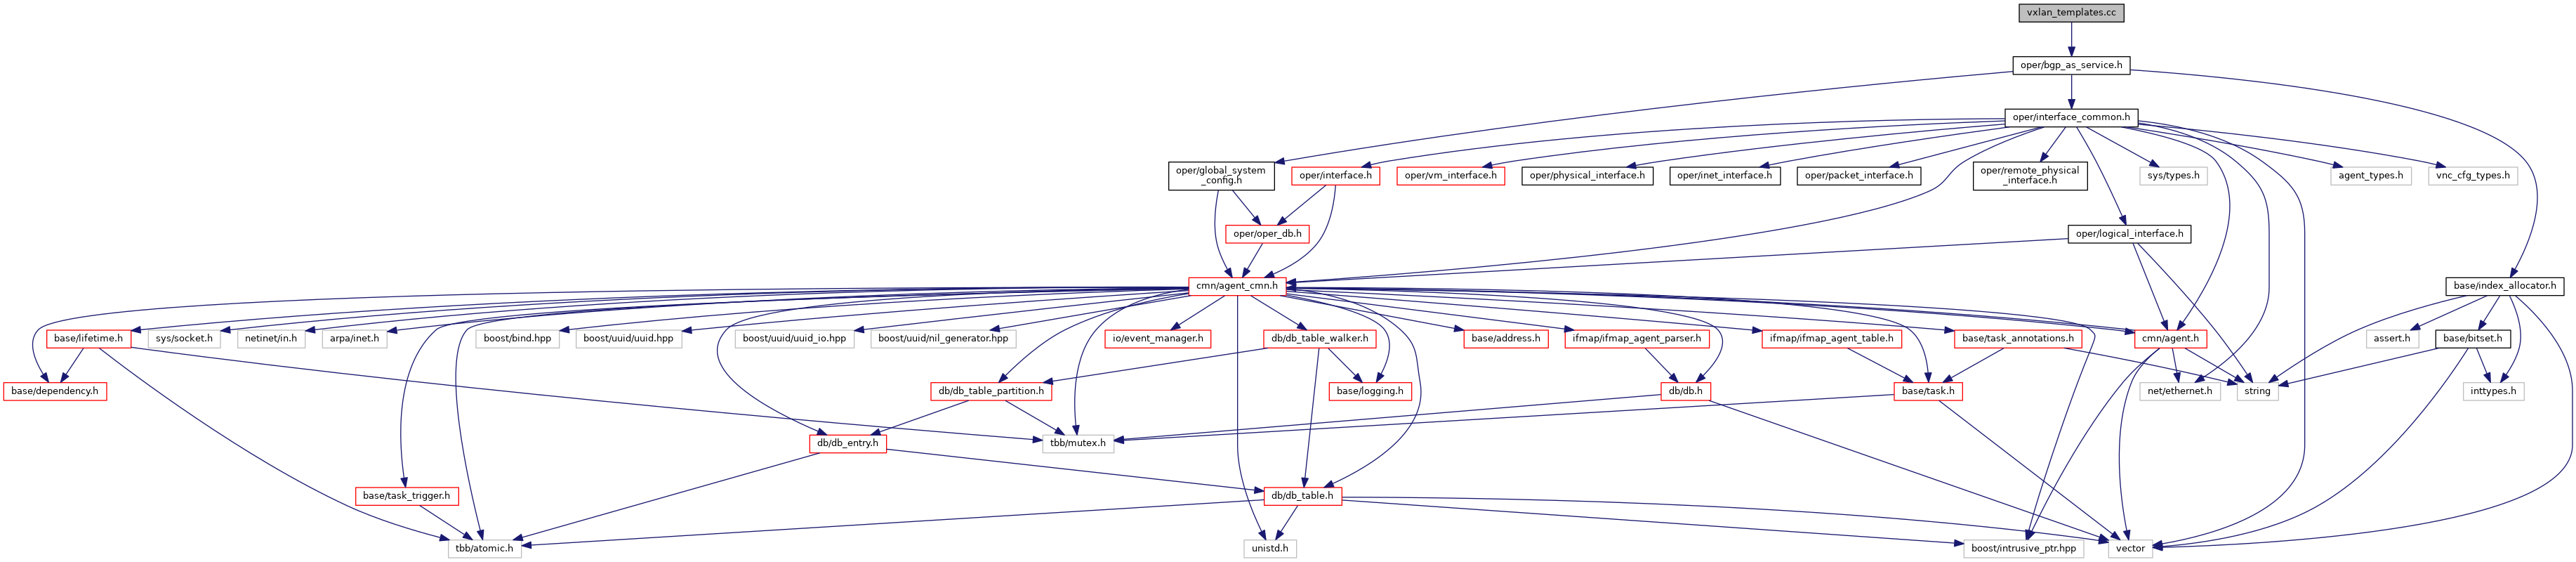 vxlan_templates.cc
oper/bgp_as_service.h
oper/interface_common.h
oper/global_system
_config.h
oper/interface.h
oper/vm_interface.h
oper/physical_interface.h
oper/inet_interface.h
oper/packet_interface.h
oper/remote_physical
_interface.h
sys/types.h
agent_types.h
vnc_cfg_types.h
oper/oper_db.h
oper/logical_interface.h
cmn/agent_cmn.h
base/index_allocator.h
base/lifetime.h
sys/socket.h
netinet/in.h
arpa/inet.h
boost/bind.hpp
boost/uuid/uuid.hpp
boost/uuid/uuid_io.hpp
boost/uuid/nil_generator.hpp
io/event_manager.h
db/db_table_walker.h
base/address.h
ifmap/ifmap_agent_parser.h
ifmap/ifmap_agent_table.h
base/task_annotations.h
cmn/agent.h
assert.h
base/bitset.h
base/dependency.h
db/db_table_partition.h
base/logging.h
db/db.h
base/task.h
net/ethernet.h
string
inttypes.h
db/db_entry.h
tbb/mutex.h
base/task_trigger.h
db/db_table.h
tbb/atomic.h
unistd.h
boost/intrusive_ptr.hpp
vector